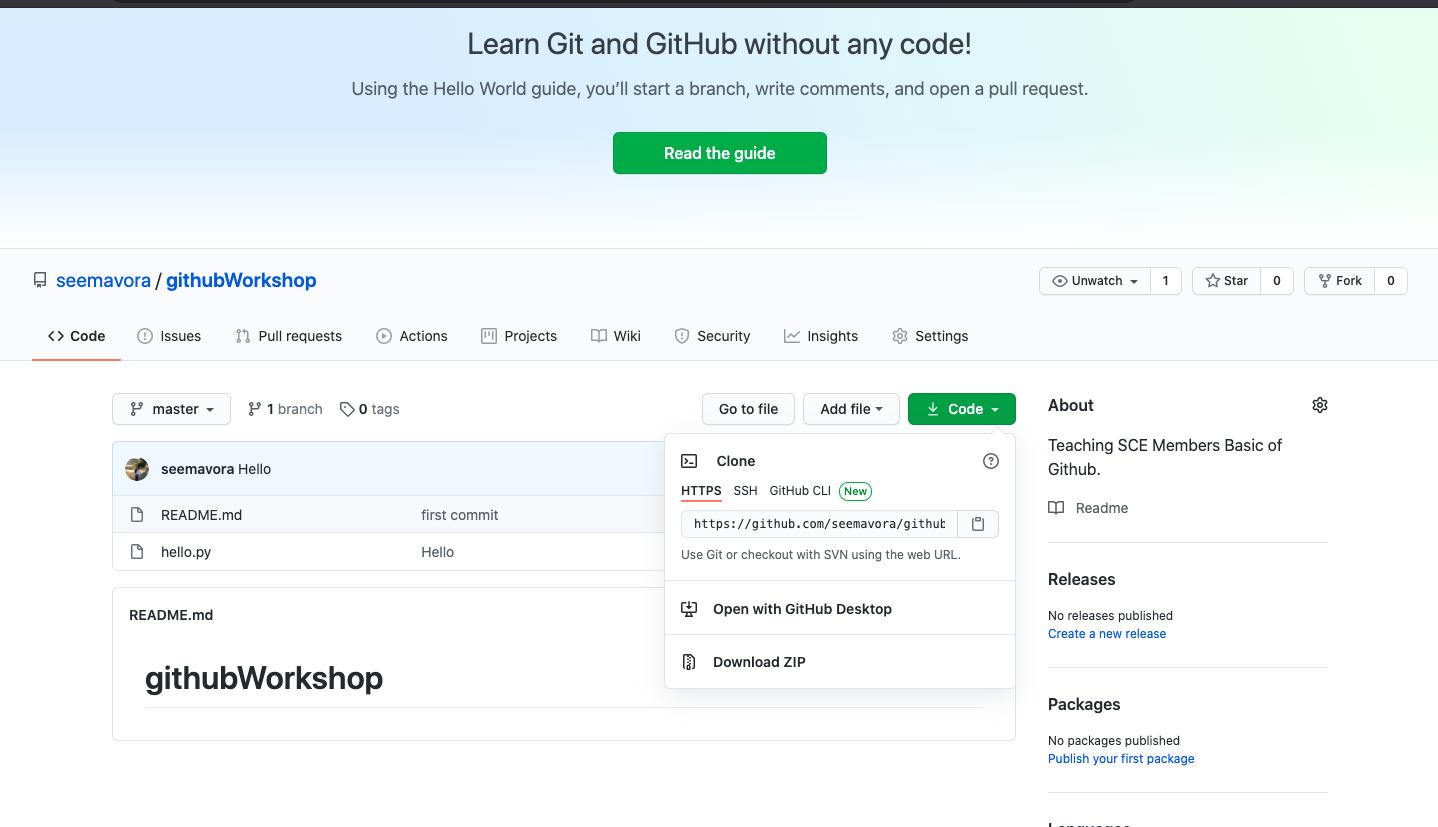 Learn Git and GitHub without any code!
Using the Hello World guide, you’ll start a branch, write comments, and open a pull request.
Read the guide
seemavora / githubWorkshop
Unwatch 1
Star 0
Fork 0
Code
Issues
Pull requests
Actions
Projects
Wiki
Security
Insights
Settings
master
1 branch
0 tags
Go to file
Add file
Code
seemavora Hello
README.md first commit
hello.py Hello
README.md
githubWorkshop
Clone
HTTPS SSH GitHub CLI New
https://github.com/seemavora/github
Use Git or checkout with SVN using the web URL.
Open with GitHub Desktop
Download ZIP
About
Teaching SCE Members Basic of
Github.
Readme
Releases
No releases published
Create a new release
Packages
No packages published
Publish your first package
Languages